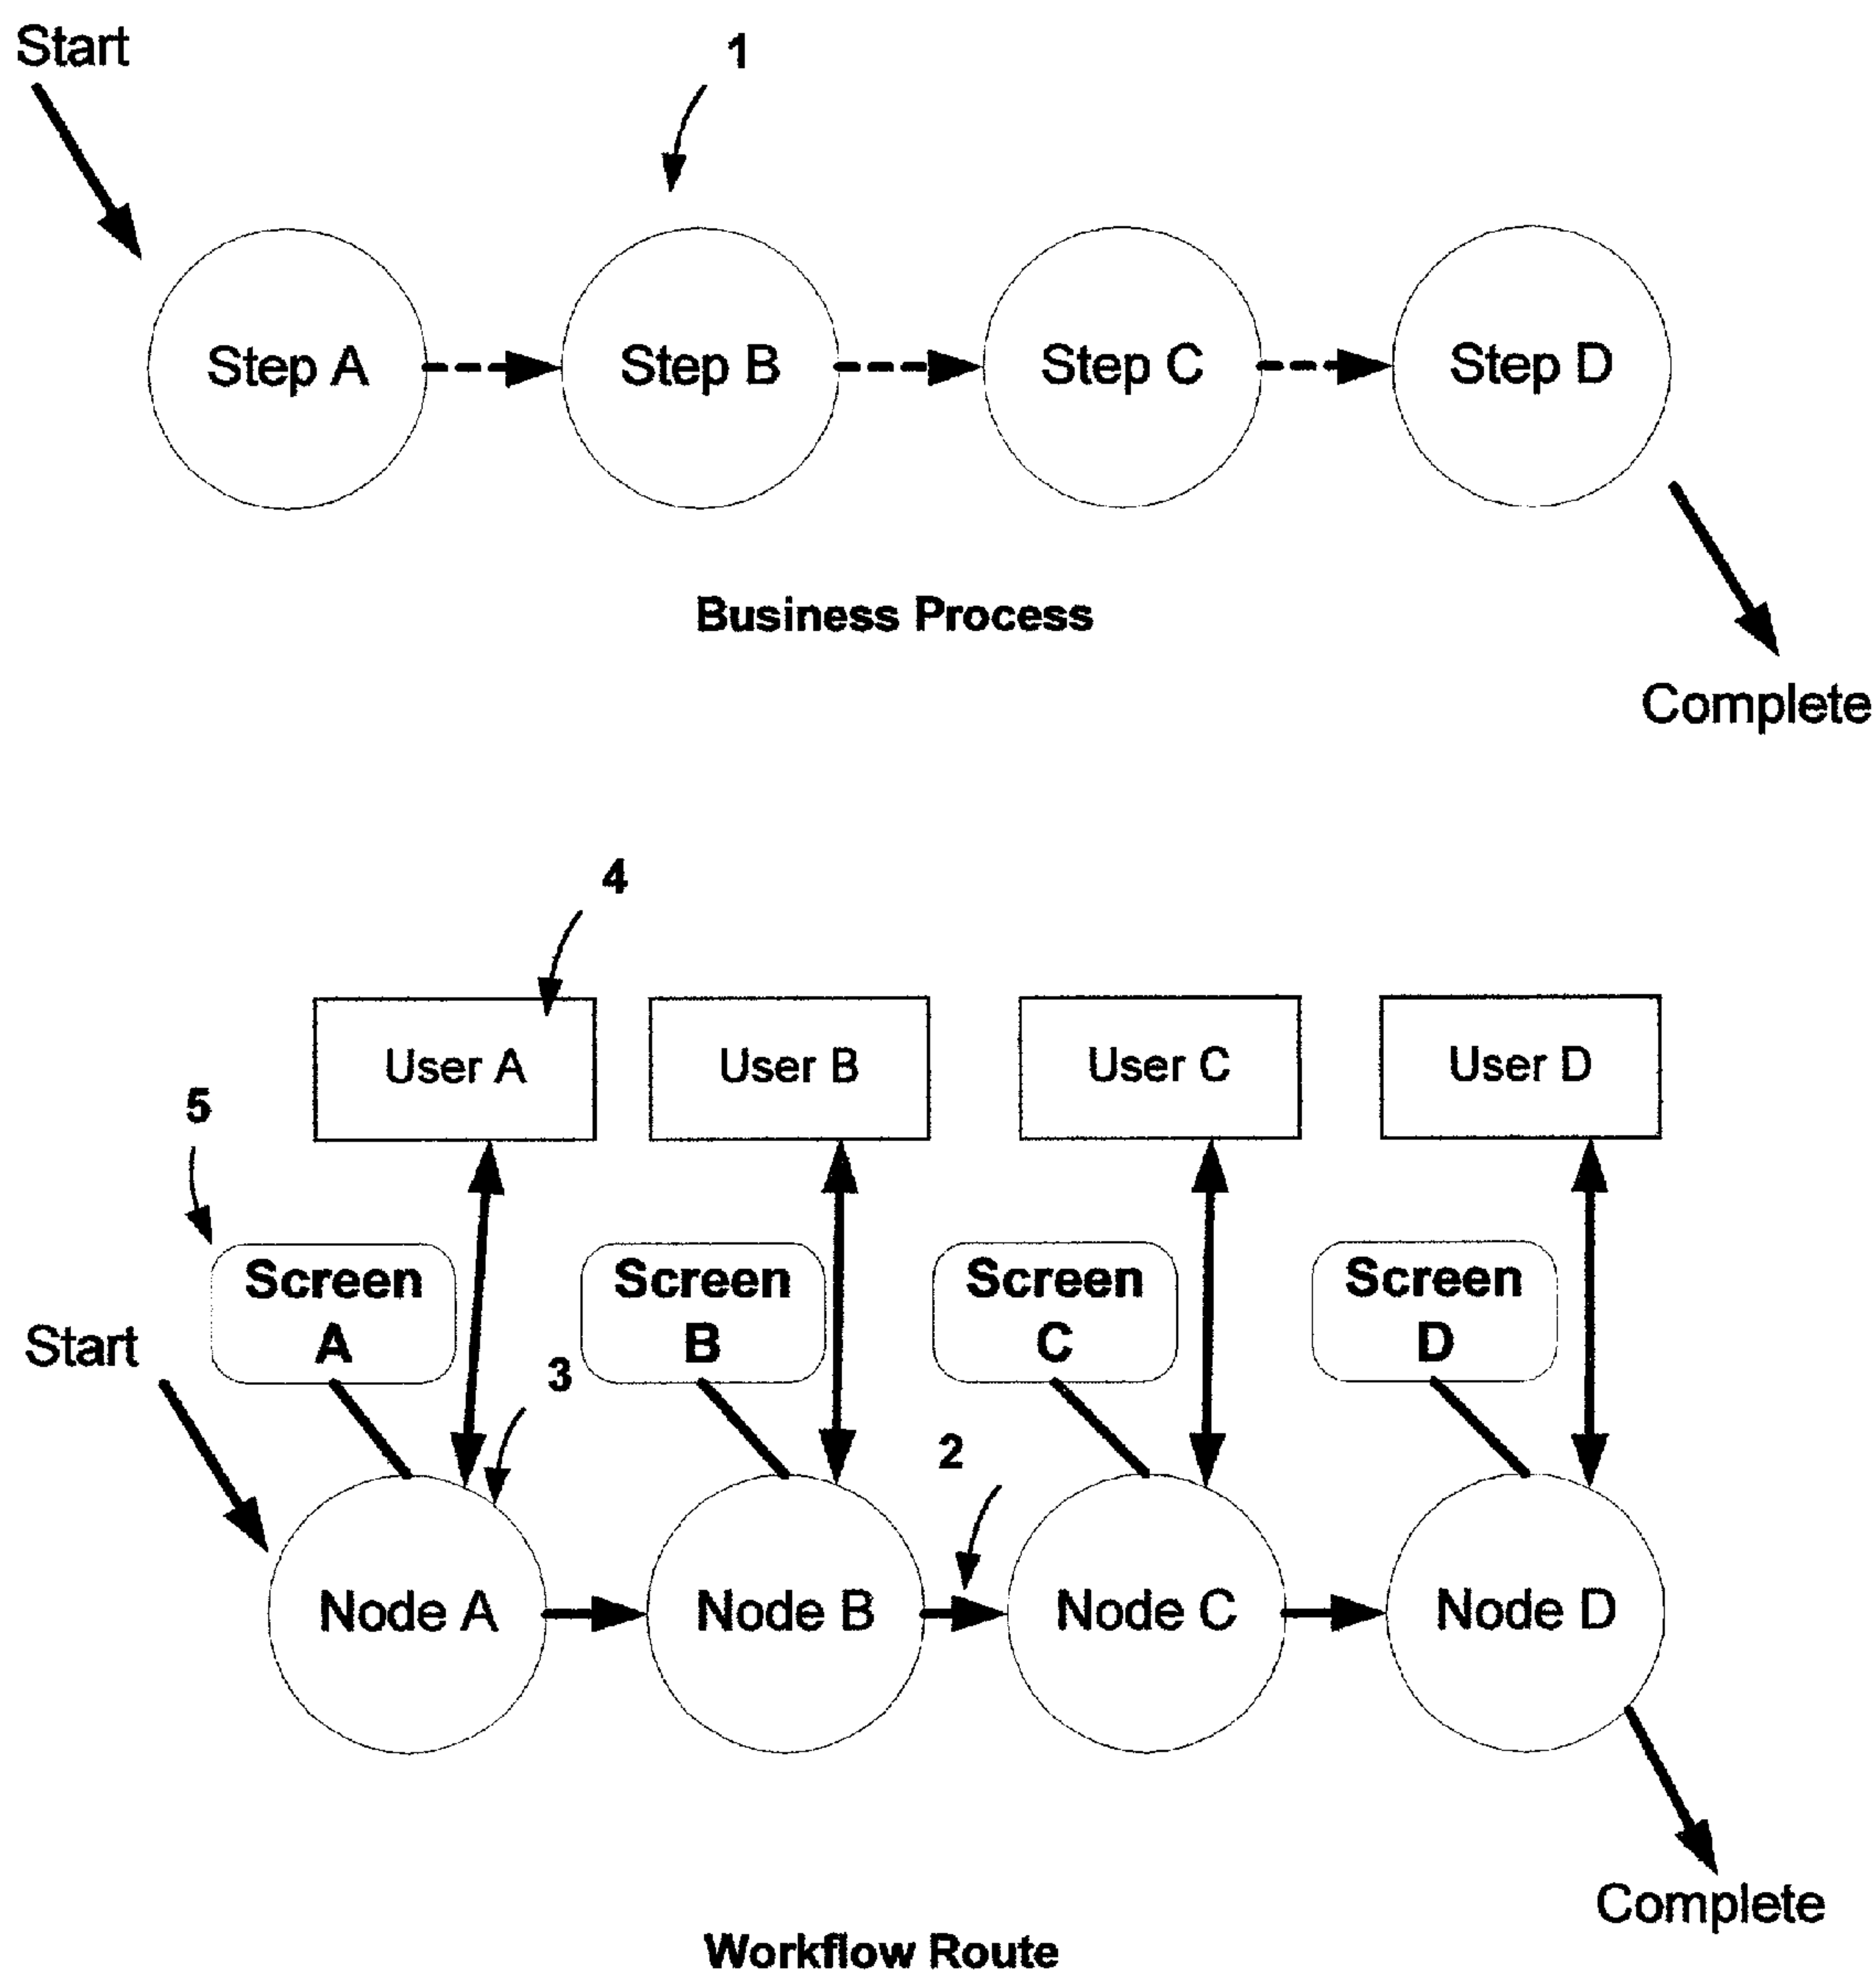 Start
1
Step A
Step B
Step C
Step D
Business Process
Complete
4
User A
User B
User C
User D
5
Screen
A
Screen
B
Screen
C
Screen
D
Start
3
2
Node A
Node B
Node C
Node D
Complete
Workflow Route